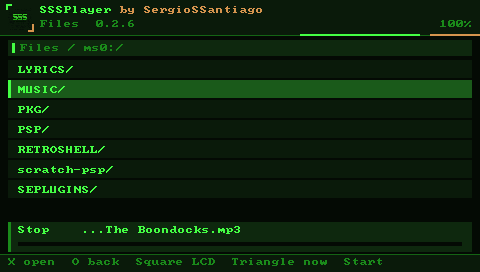 SSS
SSSPlayer by SergioSSantiago
Files 0.2.6 100%
Files / ms0:/
LYRICS/
MUSIC/
PKG/
PSP/
RETROSHELL/
scratch-psp/
SEPLUGINS/
Stop ...The Boondocks.mp3
X open O back Square LCD Triangle now Start